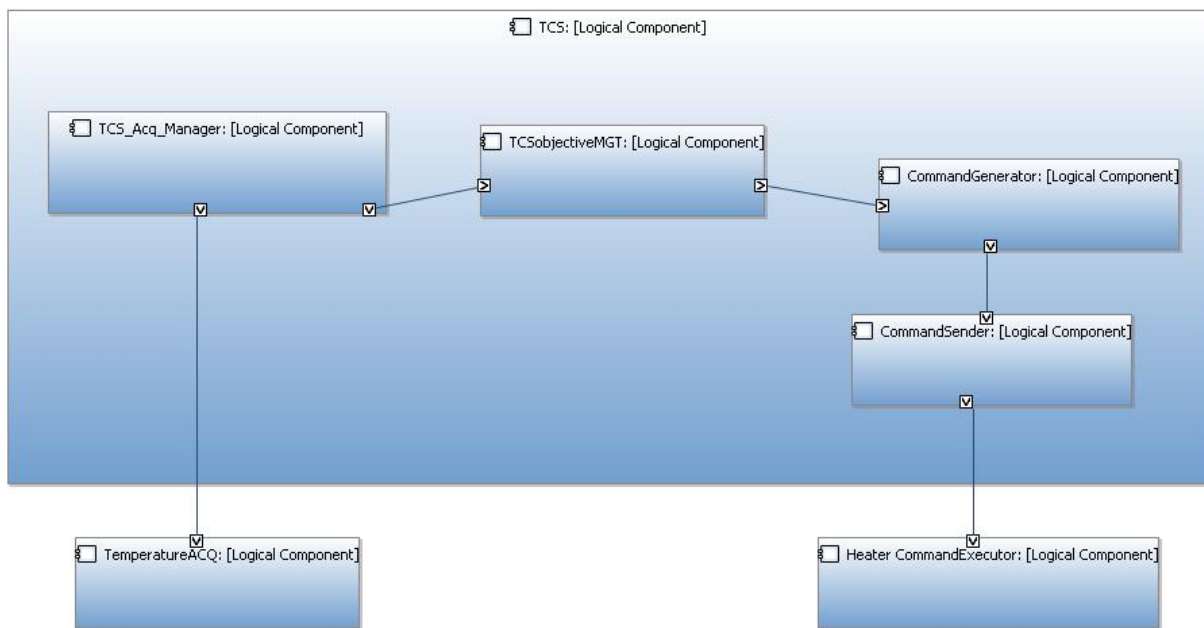 TCS: [Logical Component]
TCS_Acq_Manager: [Logical Component]
TCSobjectiveMGT: [Logical Component]
CommandGenerator: [Logical Component]
CommandSender: [Logical Component]
TemperatureACQ: [Logical Component]
Heater CommandExecutor: [Logical Component]